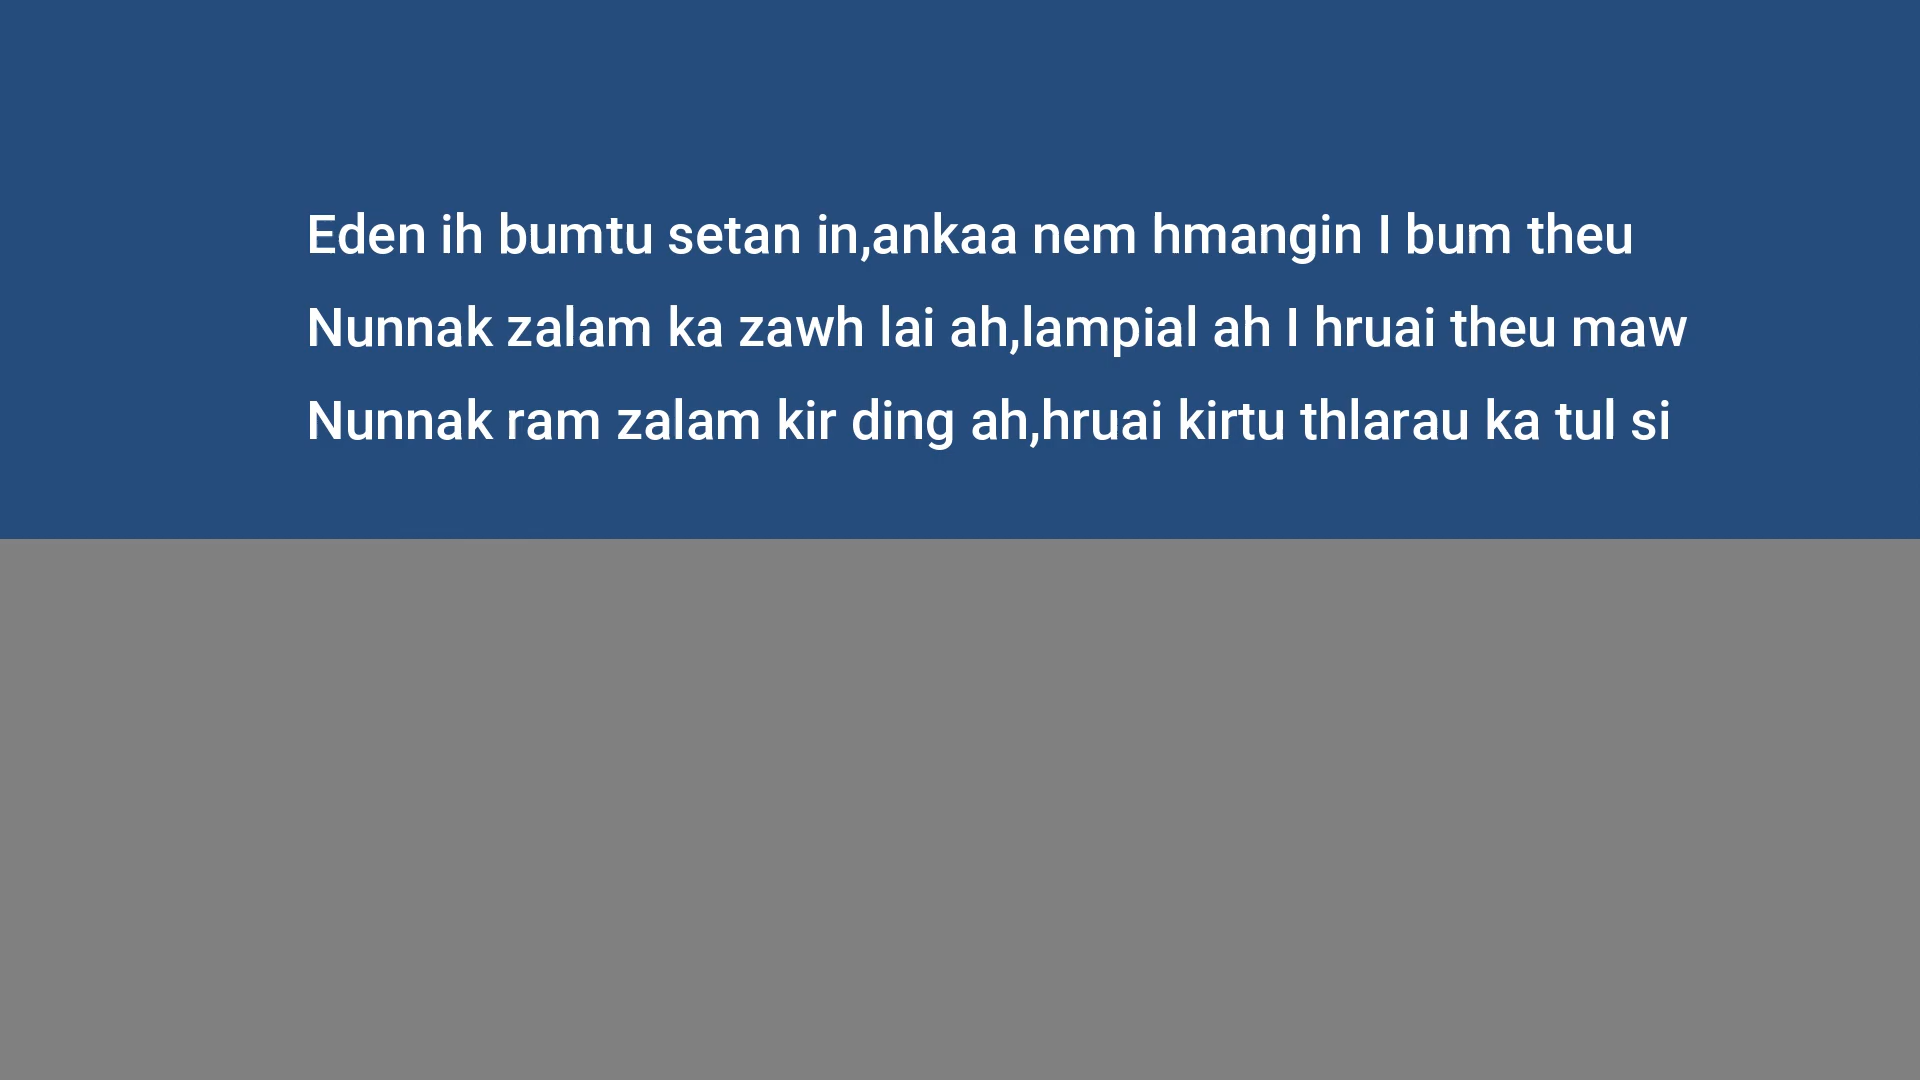 Eden ih bumtu setan in,ankaa nem hmangin I bum theu
Nunnak zalam ka zawh lai ah,lampial ah I hruai theu maw
Nunnak ram zalam kir ding ah,hruai kirtu thlarau ka tul si